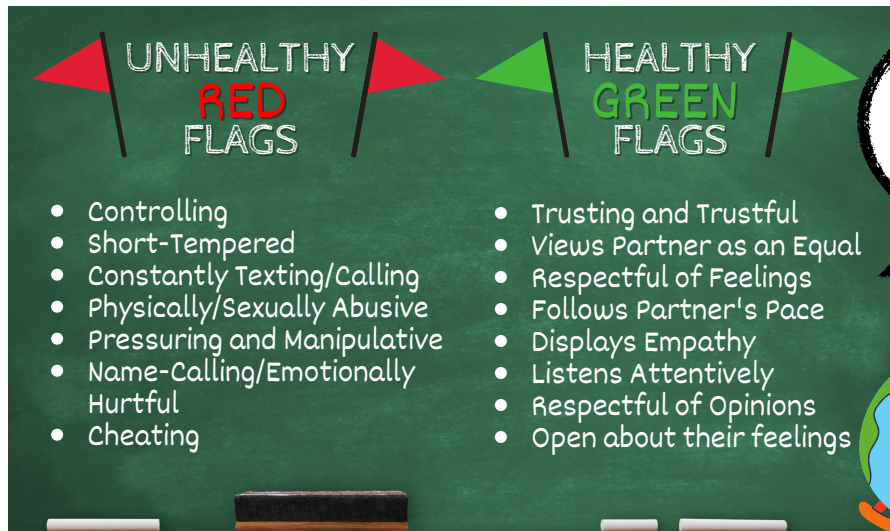 UNHEALTHY
RED
FLAGS
Controlling
Short-Tempered
Constantly Texting/Calling
Physically/Sexually Abusive
Pressuring and Manipulative
Name-Calling/Emotionally
Hurtful
Cheating
HEALTHY
GREEN
FLAGS
Trusting and Trustful
Views Partner as an Equal
Respectful of Feelings
Follows Partner's Pace
Displays Empathy
Listens Attentively
Respectful of Opinions
Open about their feelings